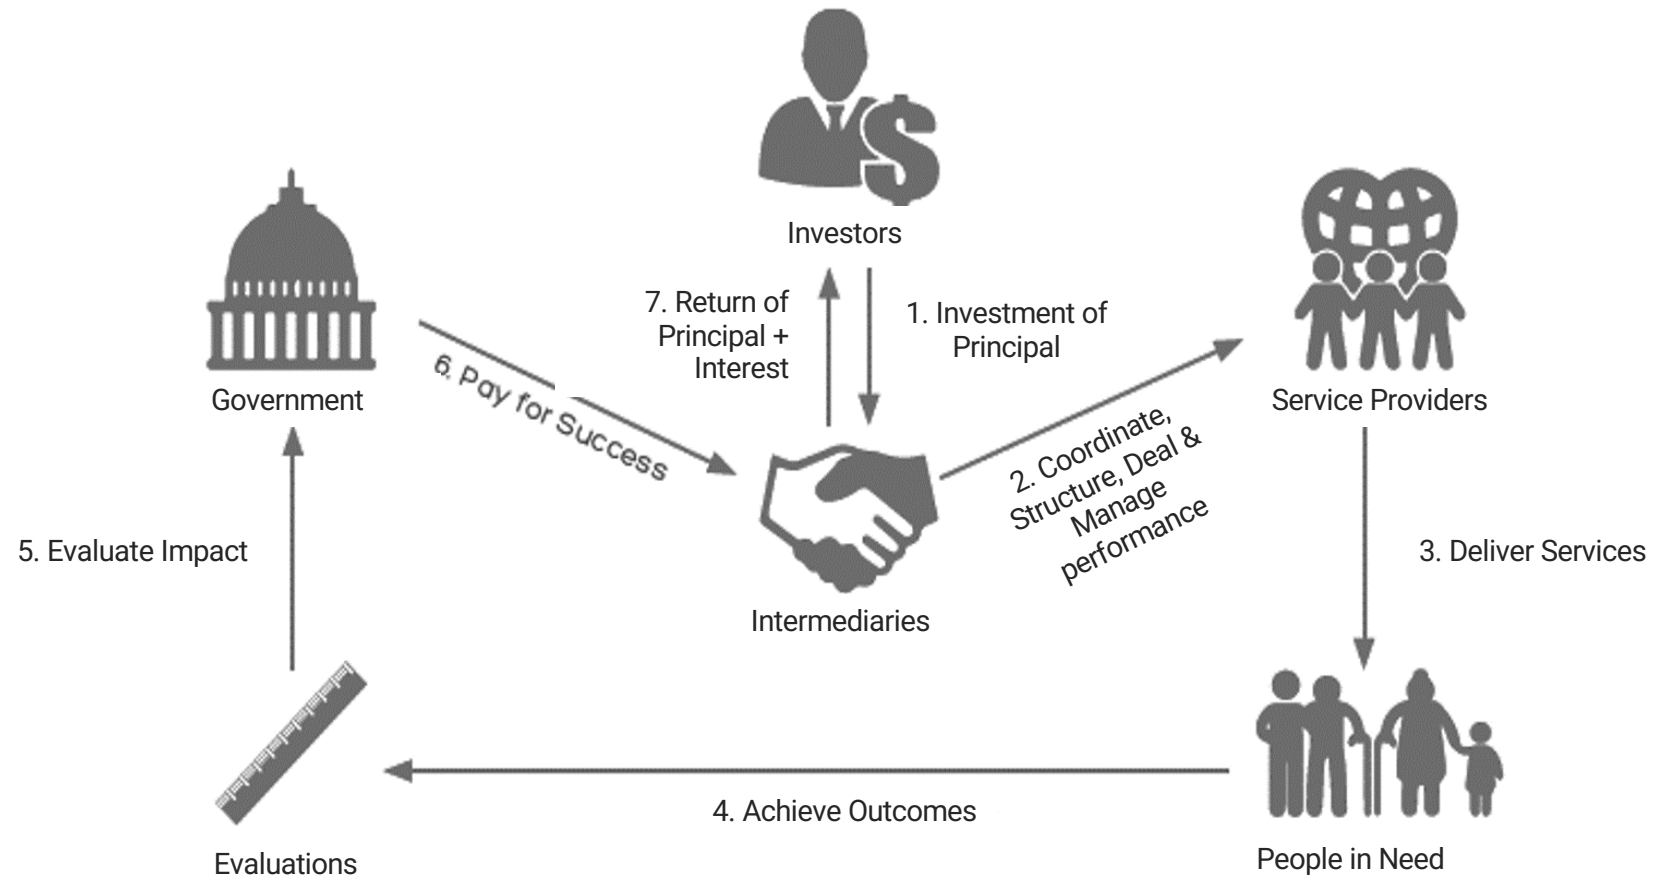 Investors
7. Return of
Principal +
Interest
1. Investment of
Principal
Government
6. Pay for Success
Service Providers
2. Coordinate,
Structure, Deal &
Manage
performance
5. Evaluate Impact
3. Deliver Services
Intermediaries
4. Achieve Outcomes
Evaluations
People in Need